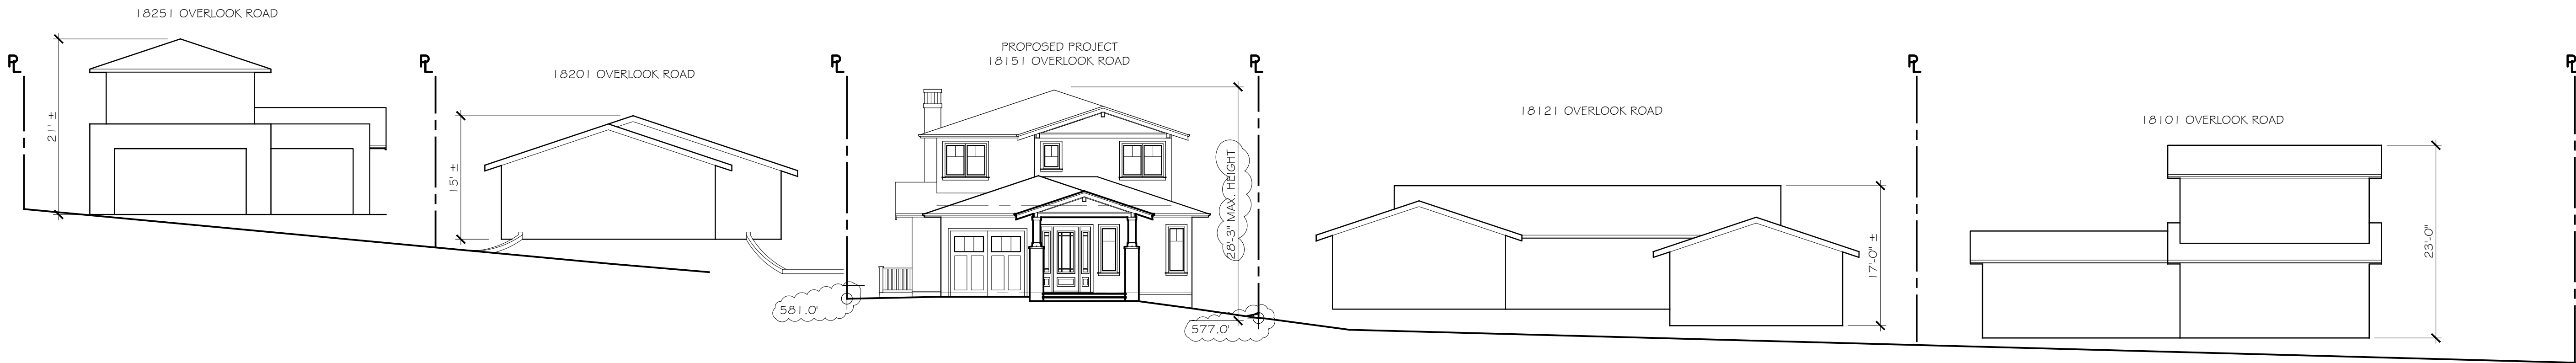 18251 OVERLOOK ROAD
PL
21' ±
PL
18201 OVERLOOK ROAD
15' ±
PL
PROPOSED PROJECT
18151 OVERLOOK ROAD
28'-3" MAX. HEIGHT
581.0'
577.0'
PL
18121 OVERLOOK ROAD
17'-0" ±
PL
18101 OVERLOOK ROAD
23'-0"
PL